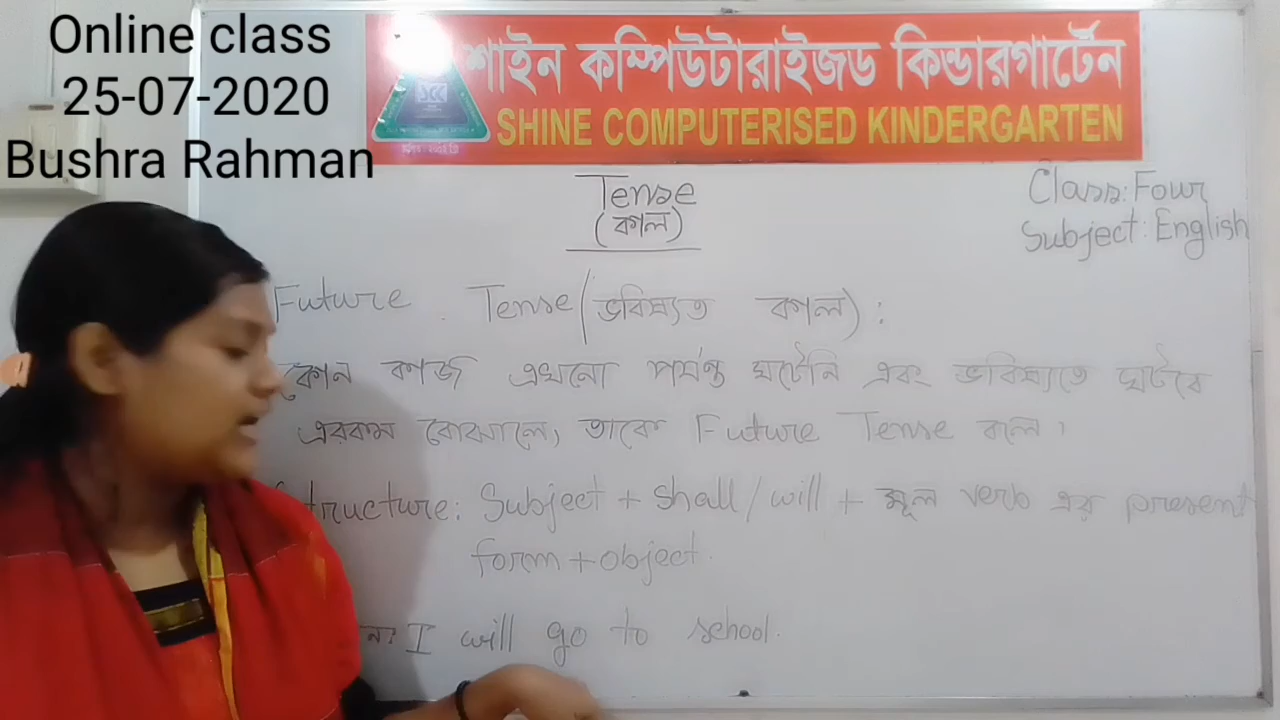 Online class
25-07-2020
Bushra Rahman
শাইন কম্পিউটারাইজড কিন্ডারগার্টেন
SHINE COMPUTERISED KINDERGARTEN
Tense
(কাল)
Class: Four
Subject: English
Future Tense (ভবিষ্যত কাল):
কোন কাজ এখনো পর্যন্ত ঘটেনি এবং ভবিষ্যতে ঘটবে
এরকম বোঝালে, তাকে Future Tense বলে।
Structure: Subject + shall/will + মূল verb এর present
form + object.
I will go to school.